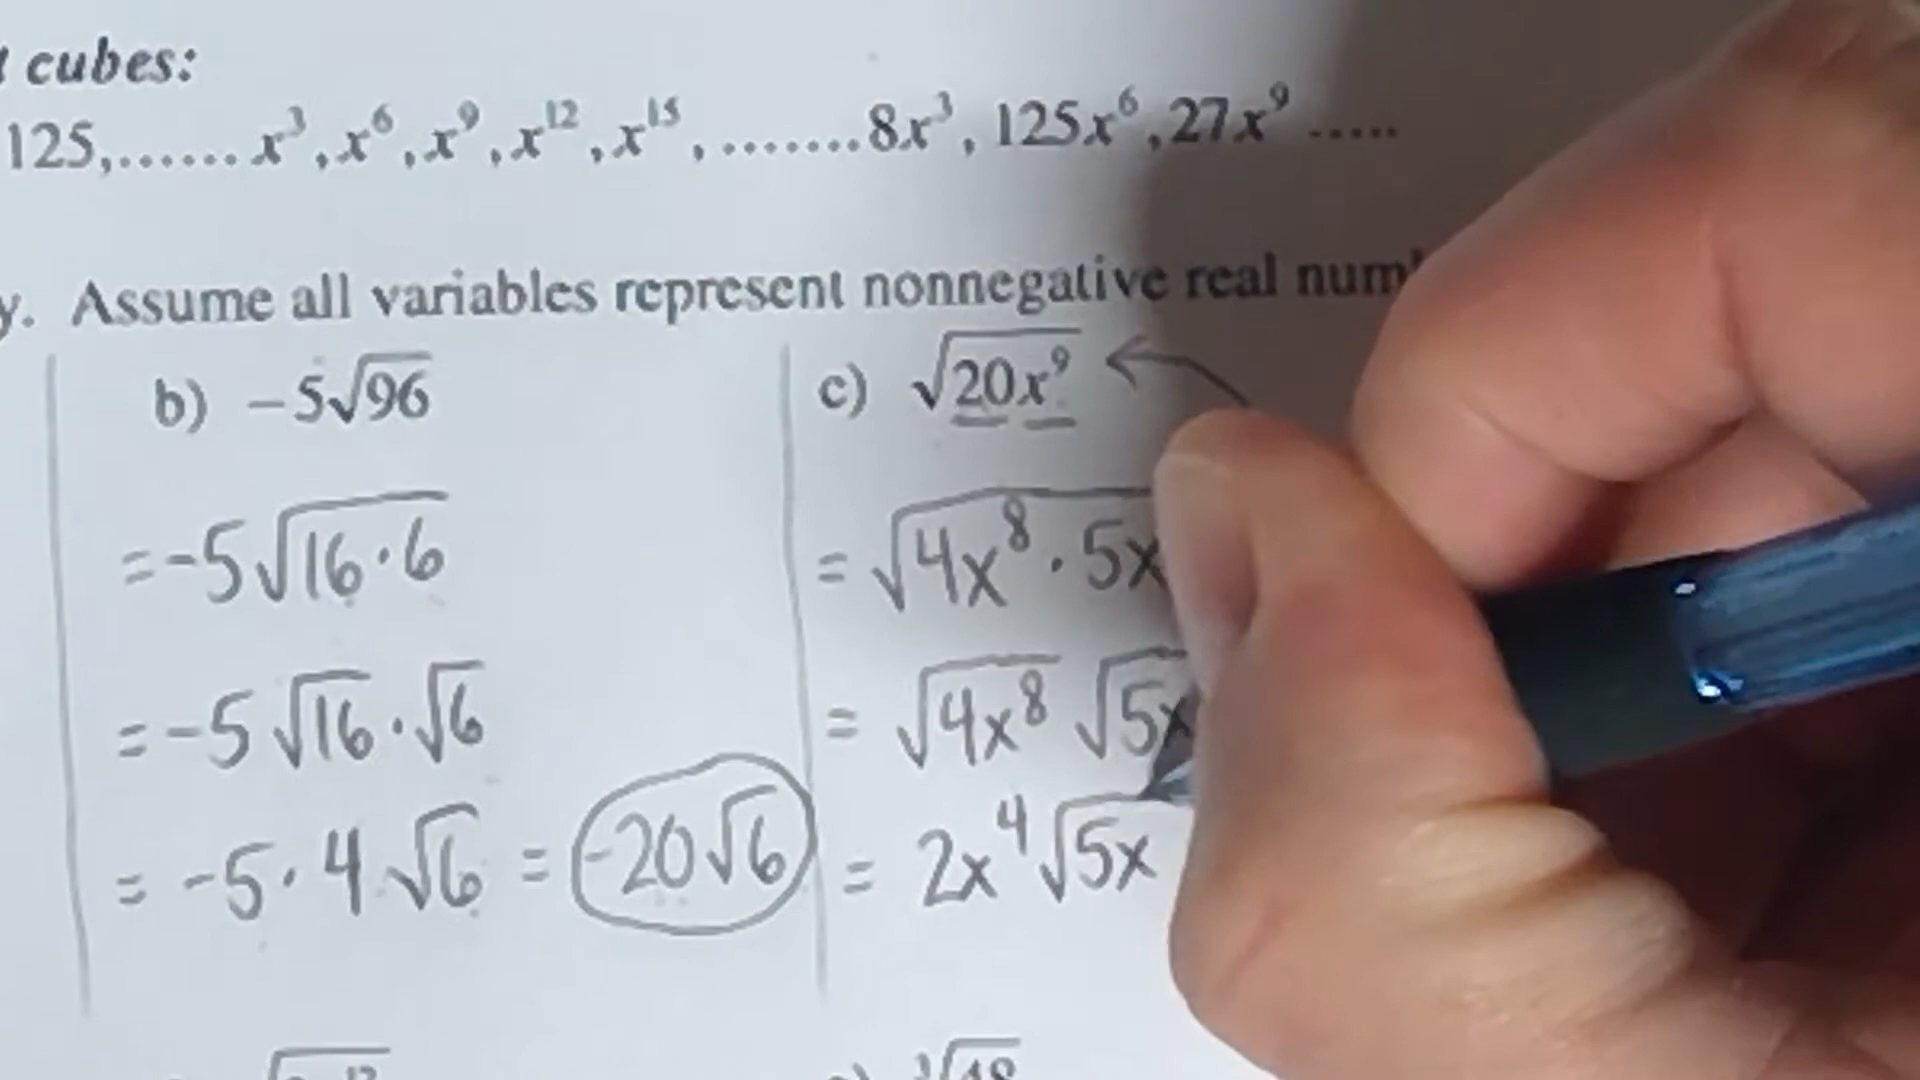 cubes:
125,....... x³, x⁶, x⁹, x¹², x¹⁵, ........8x³, 125x⁶, 27x⁹ .....
y. Assume all variables represent nonnegative real num
b) −5√96
= -5√16·6
= -5√16·√6
= -5·4√6 = -20√6
c) √20x⁹
= √4x⁸·5x
= √4x⁸ √5x
= 2x⁴√5x